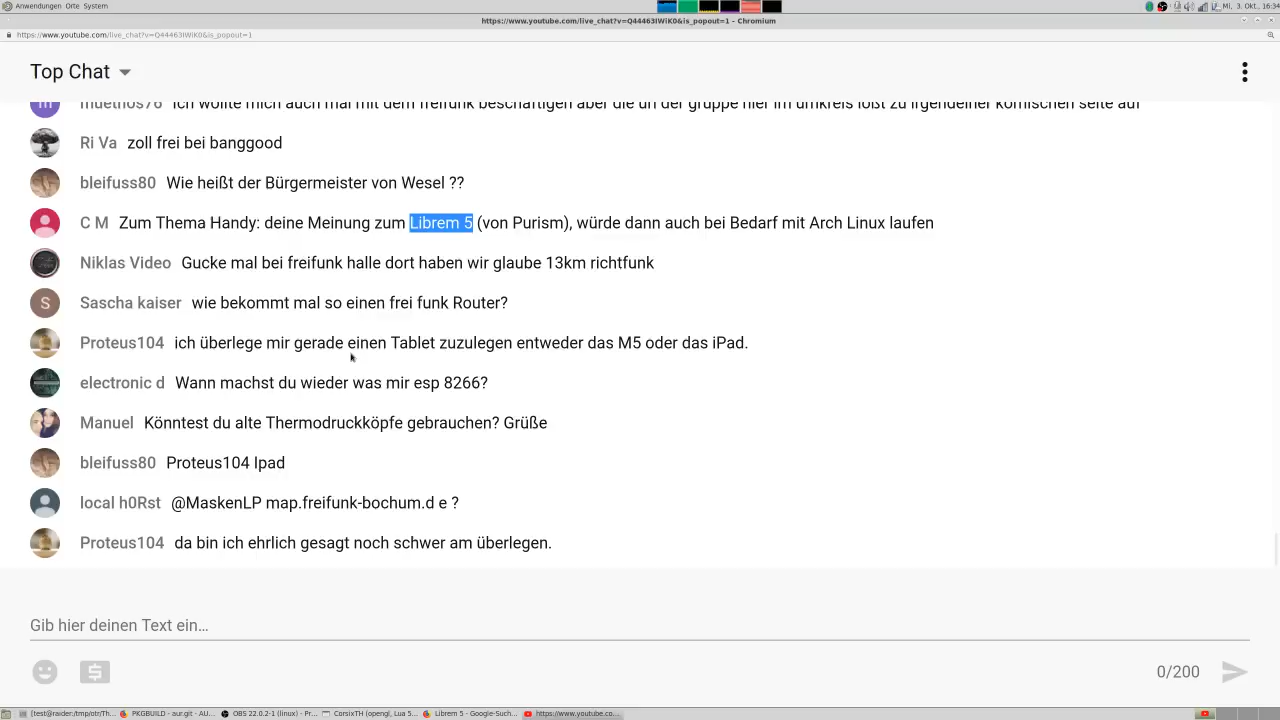 Anwendungen Orte System
https://www.youtube.com/live_chat?v=Q44463IWiK0&is_popout=1 - Chromium
Mi, 3. Okt., 16:34
https://www.youtube.com/live_chat?v=Q44463IWiK0&is_popout=1
Top Chat
muethos76 Ich wollte mich auch mal mit dem freifunk beschäftigen aber die url der gruppe hier im umkreis lößt zu irgendeiner komischen seite auf
Ri Va zoll frei bei banggood
bleifuss80 Wie heißt der Bürgermeister von Wesel ??
C M Zum Thema Handy: deine Meinung zum Librem 5 (von Purism), würde dann auch bei Bedarf mit Arch Linux laufen
Niklas Video Gucke mal bei freifunk halle dort haben wir glaube 13km richtfunk
S Sascha kaiser wie bekommt mal so einen frei funk Router?
Proteus104 ich überlege mir gerade einen Tablet zuzulegen entweder das M5 oder das iPad.
electronic d Wann machst du wieder was mir esp 8266?
Manuel Könntest du alte Thermodruckköpfe gebrauchen? Grüße
bleifuss80 Proteus104 Ipad
local h0Rst @MaskenLP map.freifunk-bochum.d e ?
Proteus104 da bin ich ehrlich gesagt noch schwer am überlegen.
Gib hier deinen Text ein...
0/200
[test@raider:/tmp/otr/Th... PKGBUILD - aur.git - AU... OBS 22.0.2-1 (linux) - Pr... CorsixTH (opengl, Lua 5... Librem 5 - Google-Such... https://www.youtube.co...